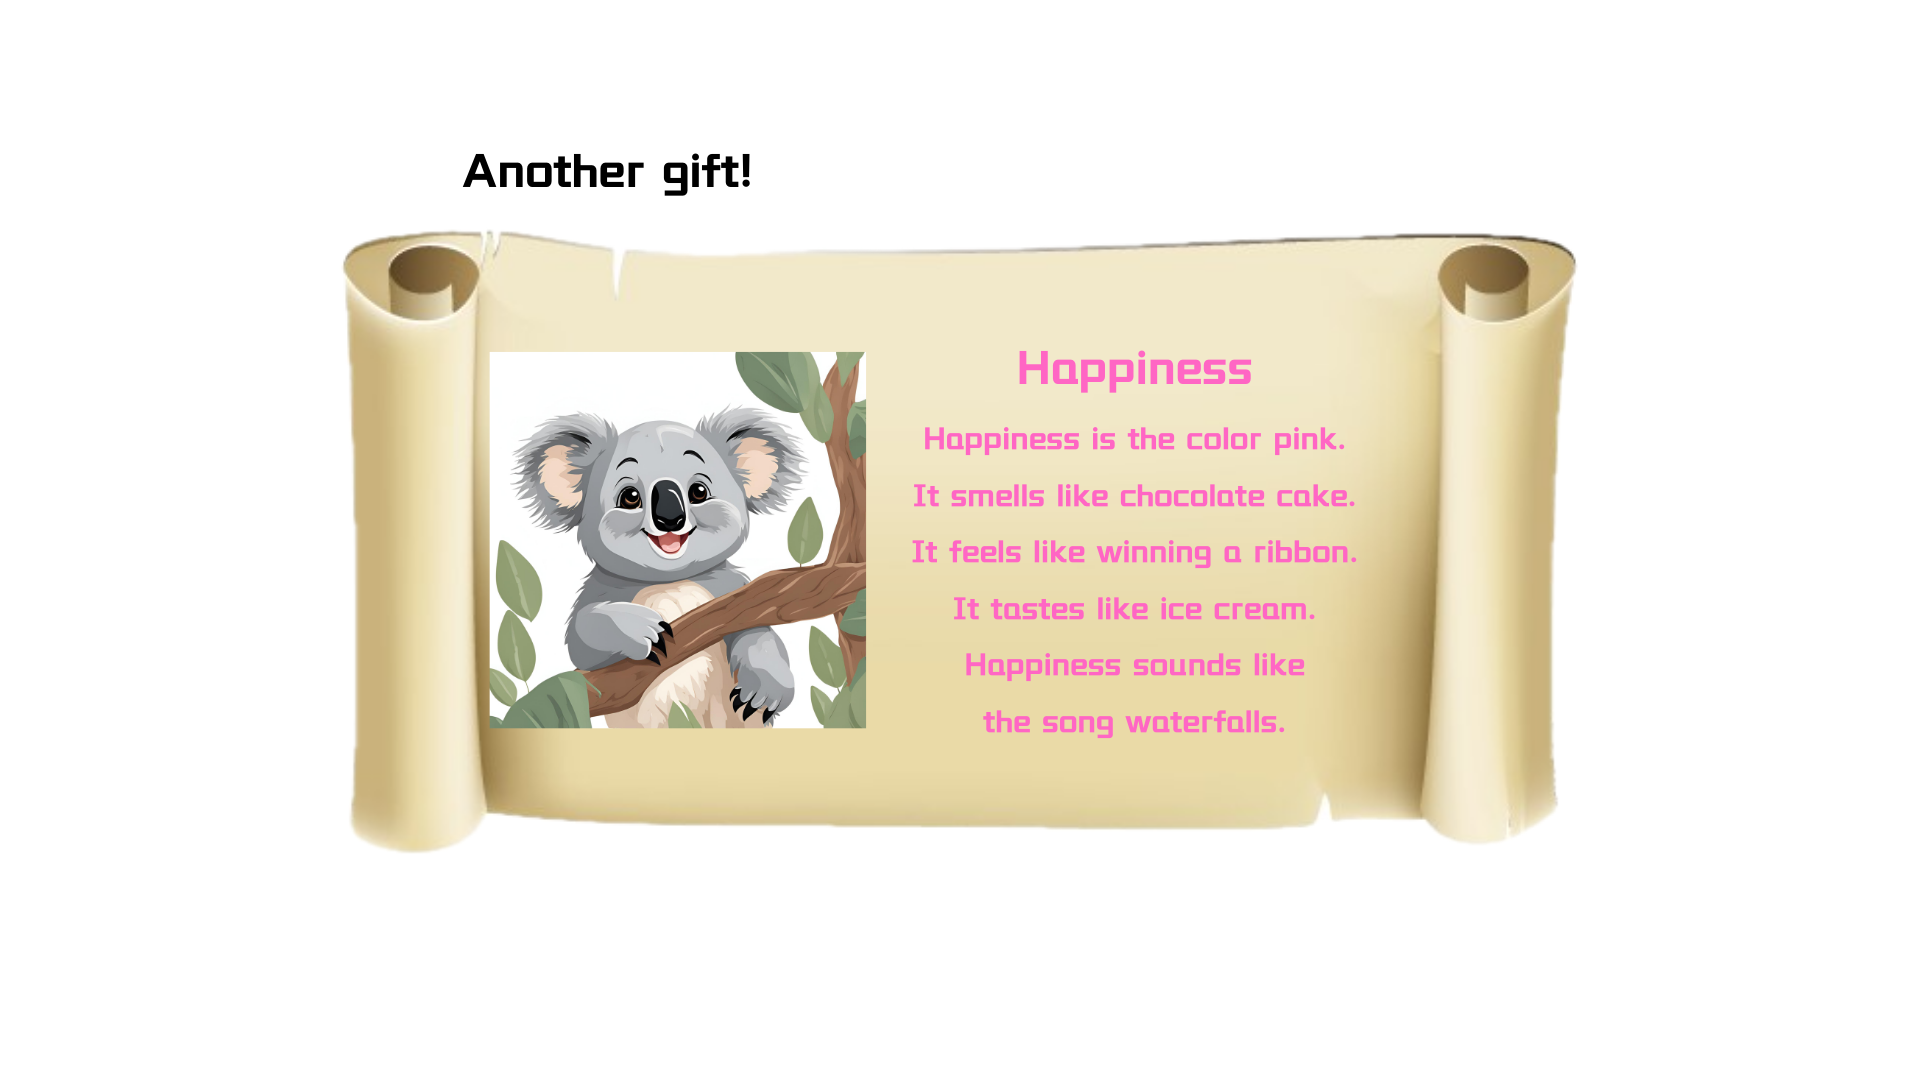 Another gift!
Happiness
Happiness is the color pink.
It smells like chocolate cake.
It feels like winning a ribbon.
It tastes like ice cream.
Happiness sounds like
the song waterfalls.